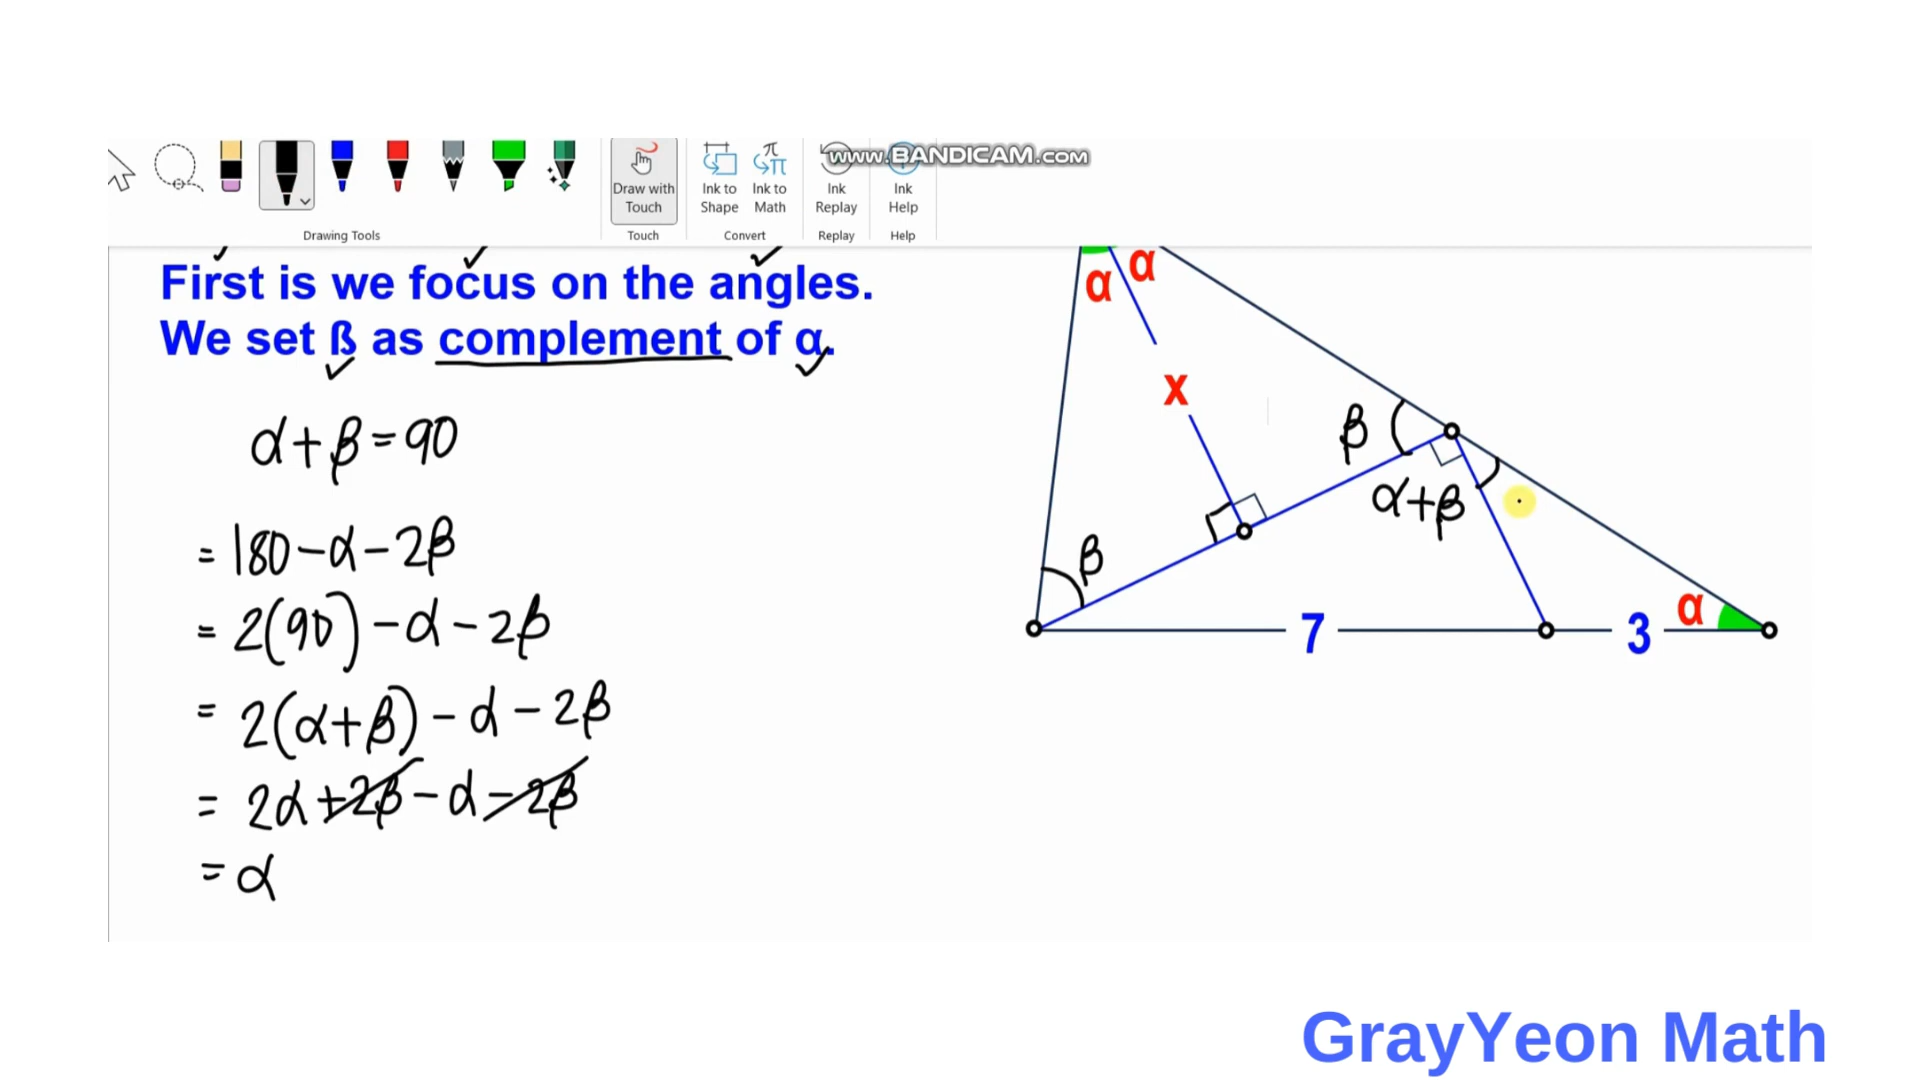 www.BANDICAM.com
Draw with
Touch
Ink to
Shape
Ink to
Math
Ink
Replay
Ink
Help
Drawing Tools
Touch
Convert
Replay
Help
First is we focus on the angles.
We set ß as complement of α.
α+β=90
=180-α-2β
=2(90)-α-2β
=2(α+β)-α-2β
=2α+2β-α-2β
=α
α
α
x
β
α+β
β
7
3
α
GrayYeon Math